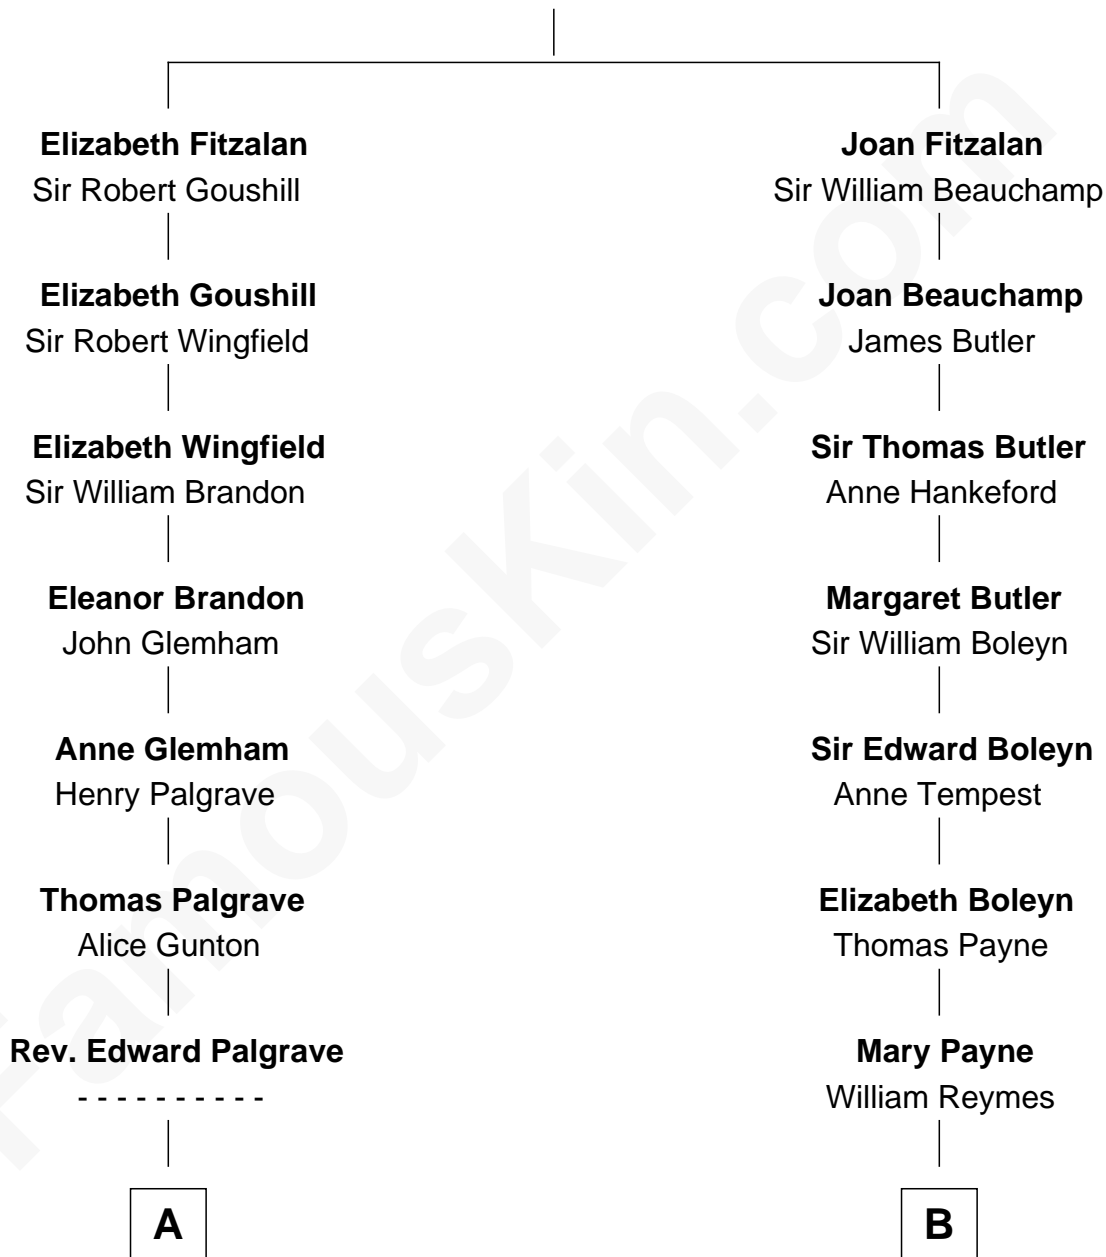 Elizabeth Fitzalan
Sir Robert Goushill
Elizabeth Goushill
Sir Robert Wingfield
Elizabeth Wingfield
Sir William Brandon
Eleanor Brandon
John Glemham
Anne Glemham
Henry Palgrave
Thomas Palgrave
Alice Gunton
Rev. Edward Palgrave
- - - - - - - - - -
A
Joan Fitzalan
Sir William Beauchamp
Joan Beauchamp
James Butler
Sir Thomas Butler
Anne Hankeford
Margaret Butler
Sir William Boleyn
Sir Edward Boleyn
Anne Tempest
Elizabeth Boleyn
Thomas Payne
Mary Payne
William Reymes
B
FamousKin.com